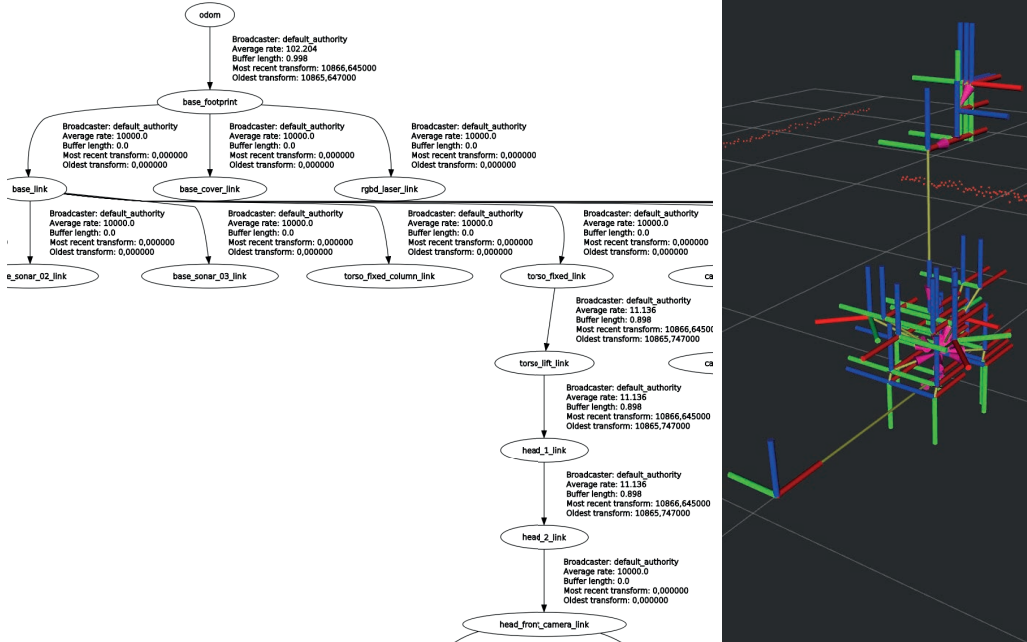 odom
Broadcaster: default_authority
Average rate: 102.204
Buffer length: 0.998
Most recent transform: 10866,645000
Oldest transform: 10865,647000
base_footprint
Broadcaster: default_authority
Average rate: 10000.0
Buffer length: 0.0
Most recent transform: 0,000000
Oldest transform: 0,000000
Broadcaster: default_authority
Average rate: 10000.0
Buffer length: 0.0
Most recent transform: 0,000000
Oldest transform: 0,000000
Broadcaster: default_authority
Average rate: 10000.0
Buffer length: 0.0
Most recent transform: 0,000000
Oldest transform: 0,000000
base_link
base_cover_link
rgbd_laser_link
Broadcaster: default_authority
Average rate: 10000.0
Buffer length: 0.0
Most recent transform: 0,000000
Oldest transform: 0,000000
Broadcaster: default_authority
Average rate: 10000.0
Buffer length: 0.0
Most recent transform: 0,000000
Oldest transform: 0,000000
Broadcaster: default_authority
Average rate: 10000.0
Buffer length: 0.0
Most recent transform: 0,000000
Oldest transform: 0,000000
Broadcaster: default_authority
Average rate: 10000.0
Buffer length: 0.0
Most recent transform: 0,000000
Oldest transform: 0,000000
e_sonar_02_link
base_sonar_03_link
torso_fixed_column_link
torso_fixed_link
ca
Broadcaster: default_authority
Average rate: 11.136
Buffer length: 0.898
Most recent transform: 10866,645000
Oldest transform: 10865,747000
torso_lift_link
ca
Broadcaster: default_authority
Average rate: 11.136
Buffer length: 0.898
Most recent transform: 10866,645000
Oldest transform: 10865,747000
head_1_link
Broadcaster: default_authority
Average rate: 11.136
Buffer length: 0.898
Most recent transform: 10866,645000
Oldest transform: 10865,747000
head_2_link
Broadcaster: default_authority
Average rate: 10000.0
Buffer length: 0.0
Most recent transform: 0,000000
Oldest transform: 0,000000
head_front_camera_link